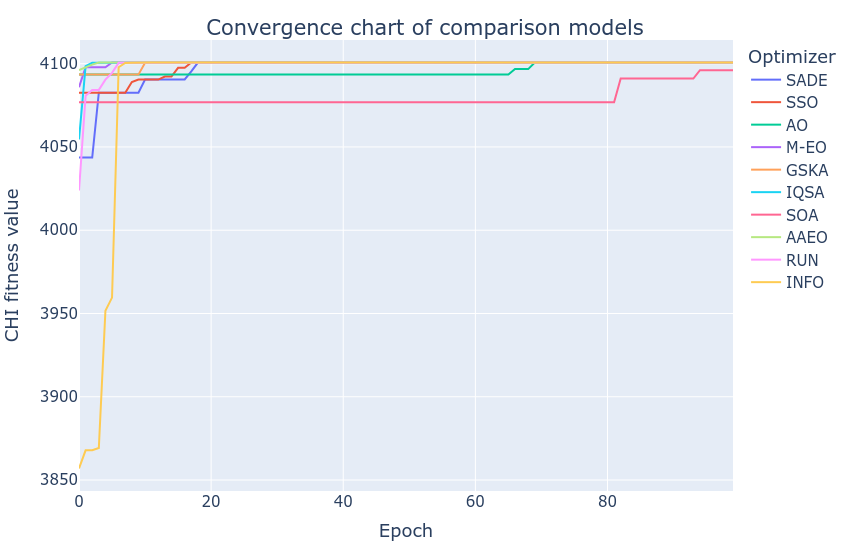 Convergence chart of comparison models
CHI fitness value
4100
4050
4000
3950
3900
3850
0
20
40
60
80
Epoch
Optimizer
SADE
SSO
AO
M-EO
GSKA
IQSA
SOA
AAEO
RUN
INFO